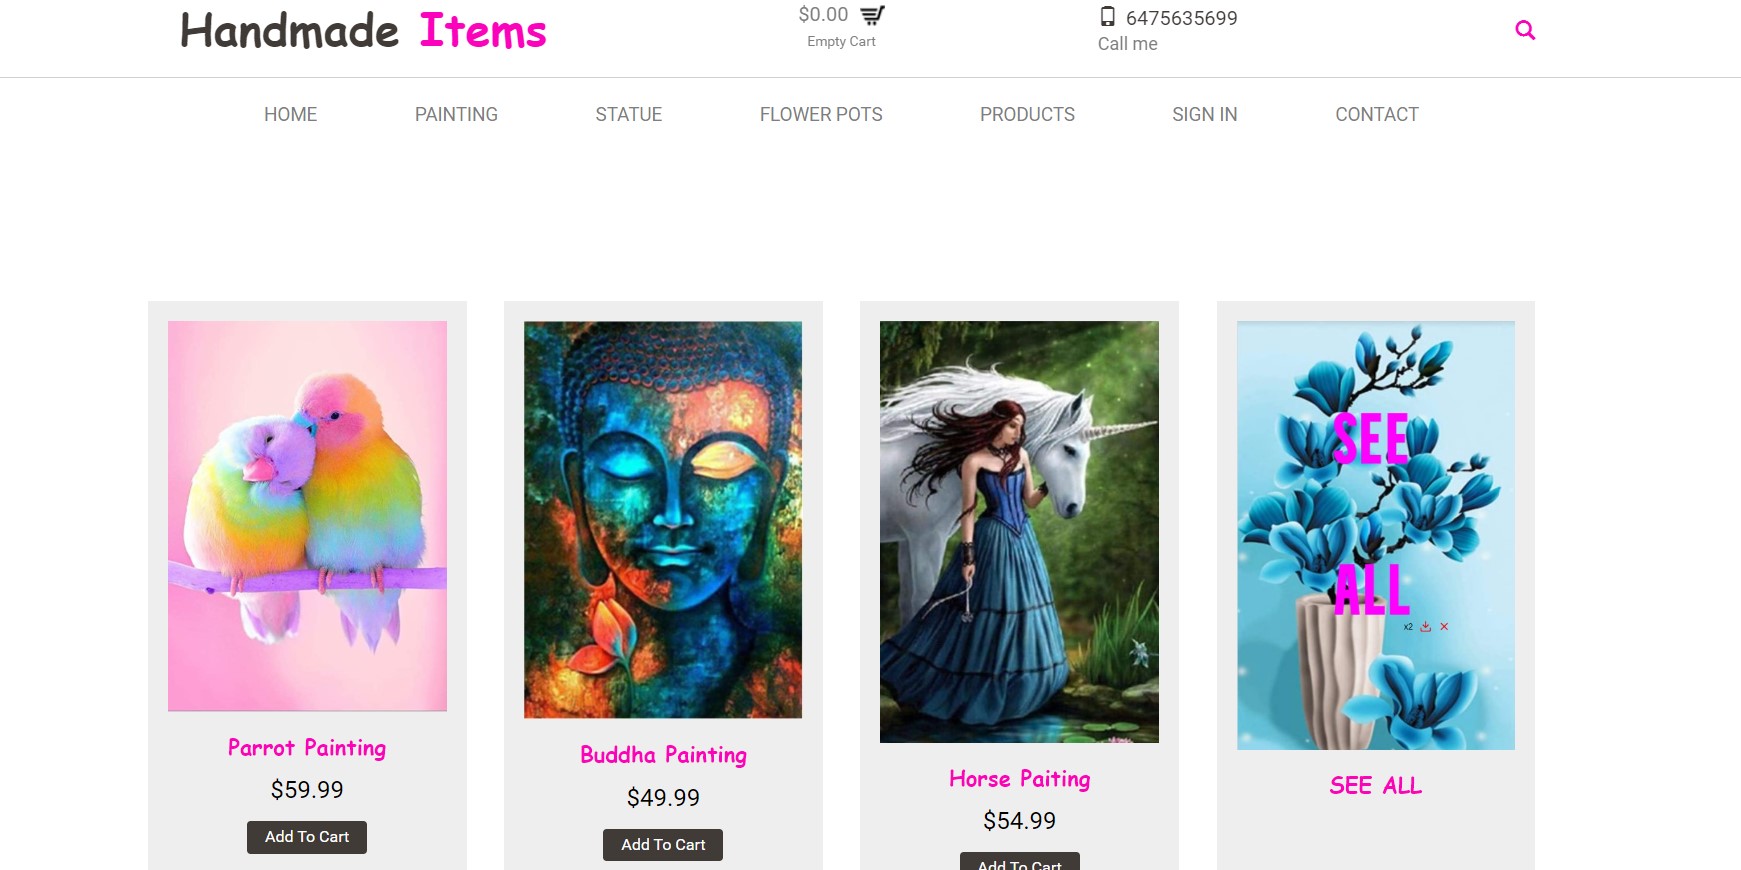 Handmade Items
$0.00
Empty Cart
6475635699
Call me
HOME PAINTING STATUE FLOWER POTS PRODUCTS SIGN IN CONTACT
SEE
ALL
x2
Parrot Painting
$59.99
Add To Cart
Buddha Painting
$49.99
Add To Cart
Horse Paiting
$54.99
Add To Cart
SEE ALL